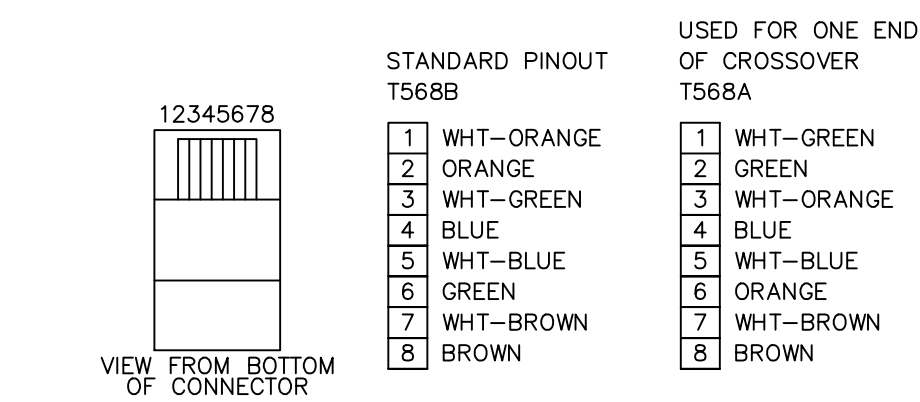 12345678
VIEW FROM BOTTOM
OF CONNECTOR
STANDARD PINOUT
T568B
1 WHT-ORANGE
2 ORANGE
3 WHT-GREEN
4 BLUE
5 WHT-BLUE
6 GREEN
7 WHT-BROWN
8 BROWN
USED FOR ONE END
OF CROSSOVER
T568A
1 WHT-GREEN
2 GREEN
3 WHT-ORANGE
4 BLUE
5 WHT-BLUE
6 ORANGE
7 WHT-BROWN
8 BROWN